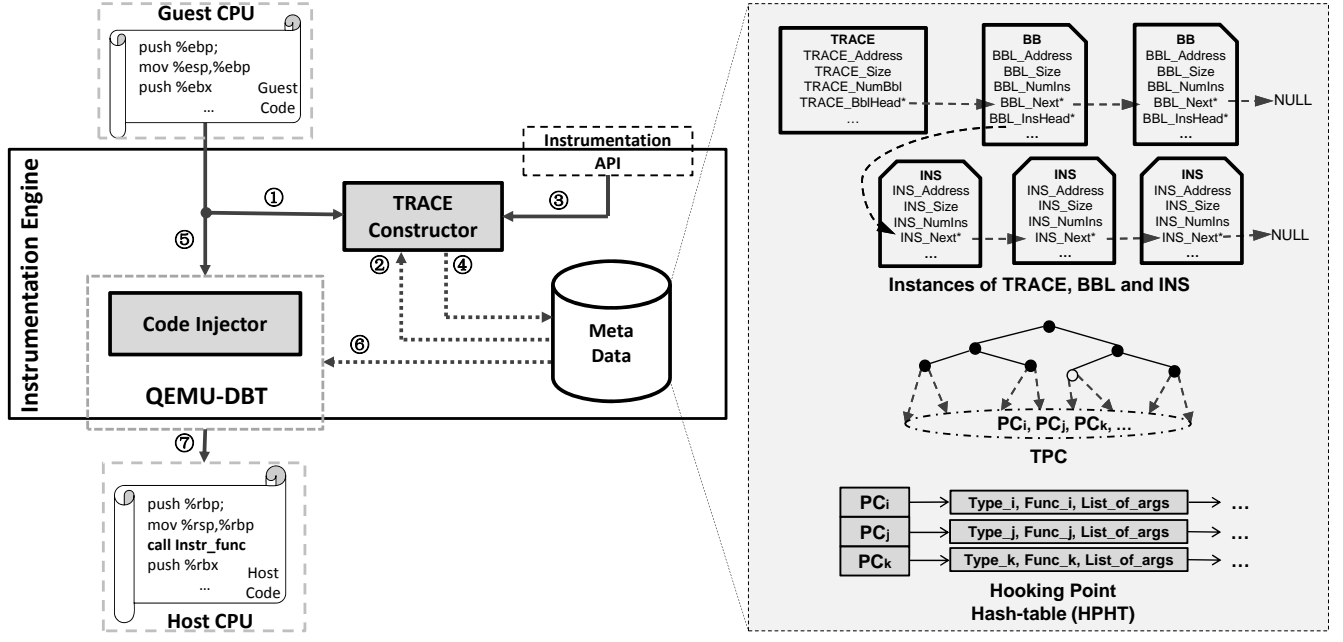 Guest CPU
push %ebp;
mov %esp,%ebp
push %ebx
...
Guest
Code
Instrumentation
API
Instrumentation Engine
①
TRACE
Constructor
③
⑤
②
④
Code Injector
⑥
Meta
Data
QEMU-DBT
⑦
push %rbp;
mov %rsp,%rbp
call Instr_func
push %rbx
...
Host
Code
Host CPU
TRACE
TRACE_Address
TRACE_Size
TRACE_NumBbl
TRACE_BblHead*
...
BB
BBL_Address
BBL_Size
BBL_NumIns
BBL_Next*
BBL_InsHead*
...
BB
BBL_Address
BBL_Size
BBL_NumIns
BBL_Next*
BBL_InsHead*
...
NULL
INS
INS_Address
INS_Size
INS_NumIns
INS_Next*
...
INS
INS_Address
INS_Size
INS_NumIns
INS_Next*
...
INS
INS_Address
INS_Size
INS_NumIns
INS_Next*
...
NULL
Instances of TRACE, BBL and INS
PCi, PCj, PCk, ...
TPC
PCi Type_i, Func_i, List_of_args ...
PCj Type_j, Func_j, List_of_args ...
PCk Type_k, Func_k, List_of_args ...
Hooking Point
Hash-table (HPHT)